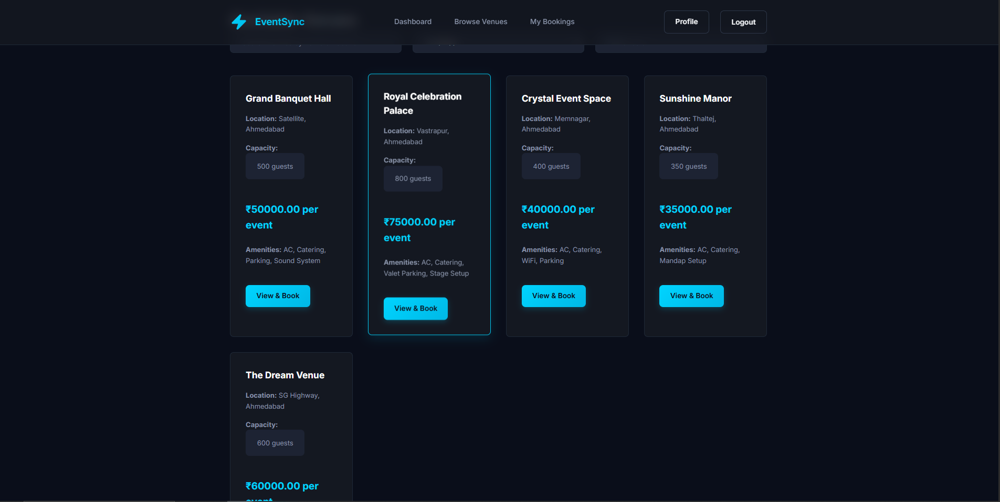 EventSync
Dashboard
Browse Venues
My Bookings
Profile
Logout
Grand Banquet Hall
Location: Satellite,
Ahmedabad
Capacity:
500 guests
₹50000.00 per
event
Amenities: AC, Catering,
Parking, Sound System
View & Book
Royal Celebration
Palace
Location: Vastrapur,
Ahmedabad
Capacity:
800 guests
₹75000.00 per
event
Amenities: AC, Catering,
Valet Parking, Stage Setup
View & Book
Crystal Event Space
Location: Memnagar,
Ahmedabad
Capacity:
400 guests
₹40000.00 per
event
Amenities: AC, Catering,
WiFi, Parking
View & Book
Sunshine Manor
Location: Thaltej,
Ahmedabad
Capacity:
350 guests
₹35000.00 per
event
Amenities: AC, Catering,
Mandap Setup
View & Book
The Dream Venue
Location: SG Highway,
Ahmedabad
Capacity:
600 guests
₹60000.00 per
event